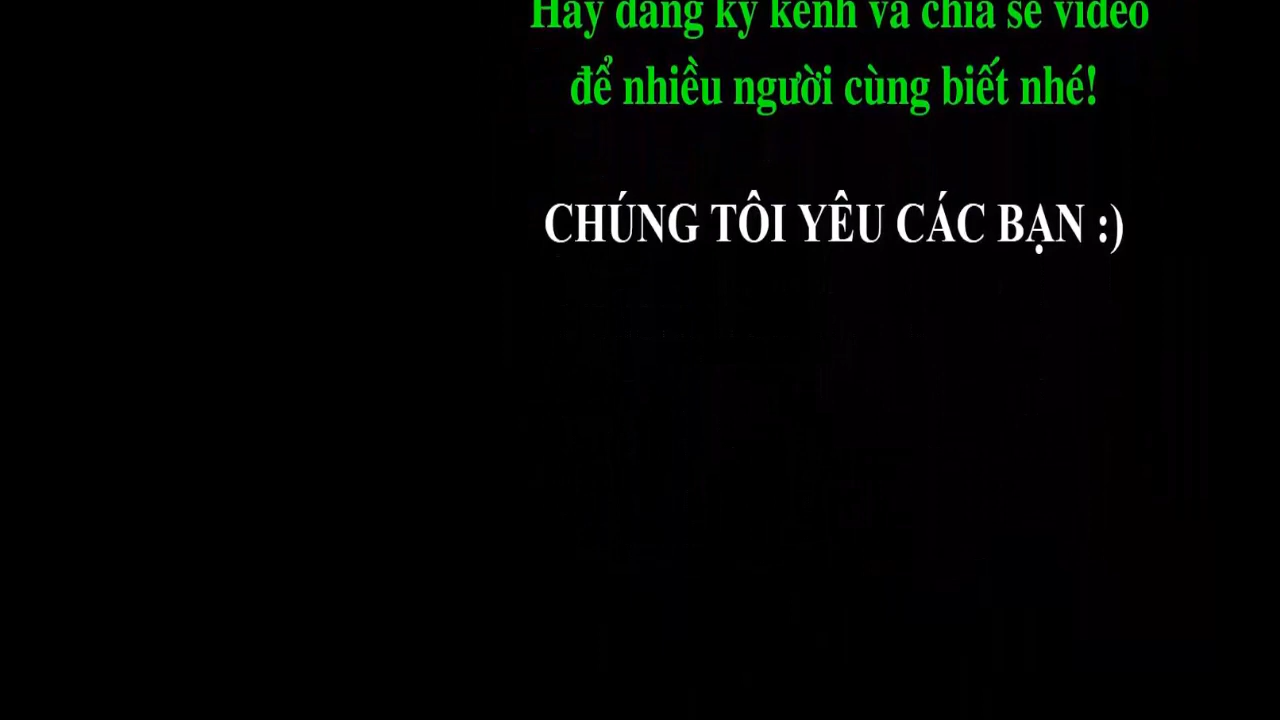 Hãy đăng ký kênh và chia sẻ video
để nhiều người cùng biết nhé!
CHÚNG TÔI YÊU CÁC BẠN :)